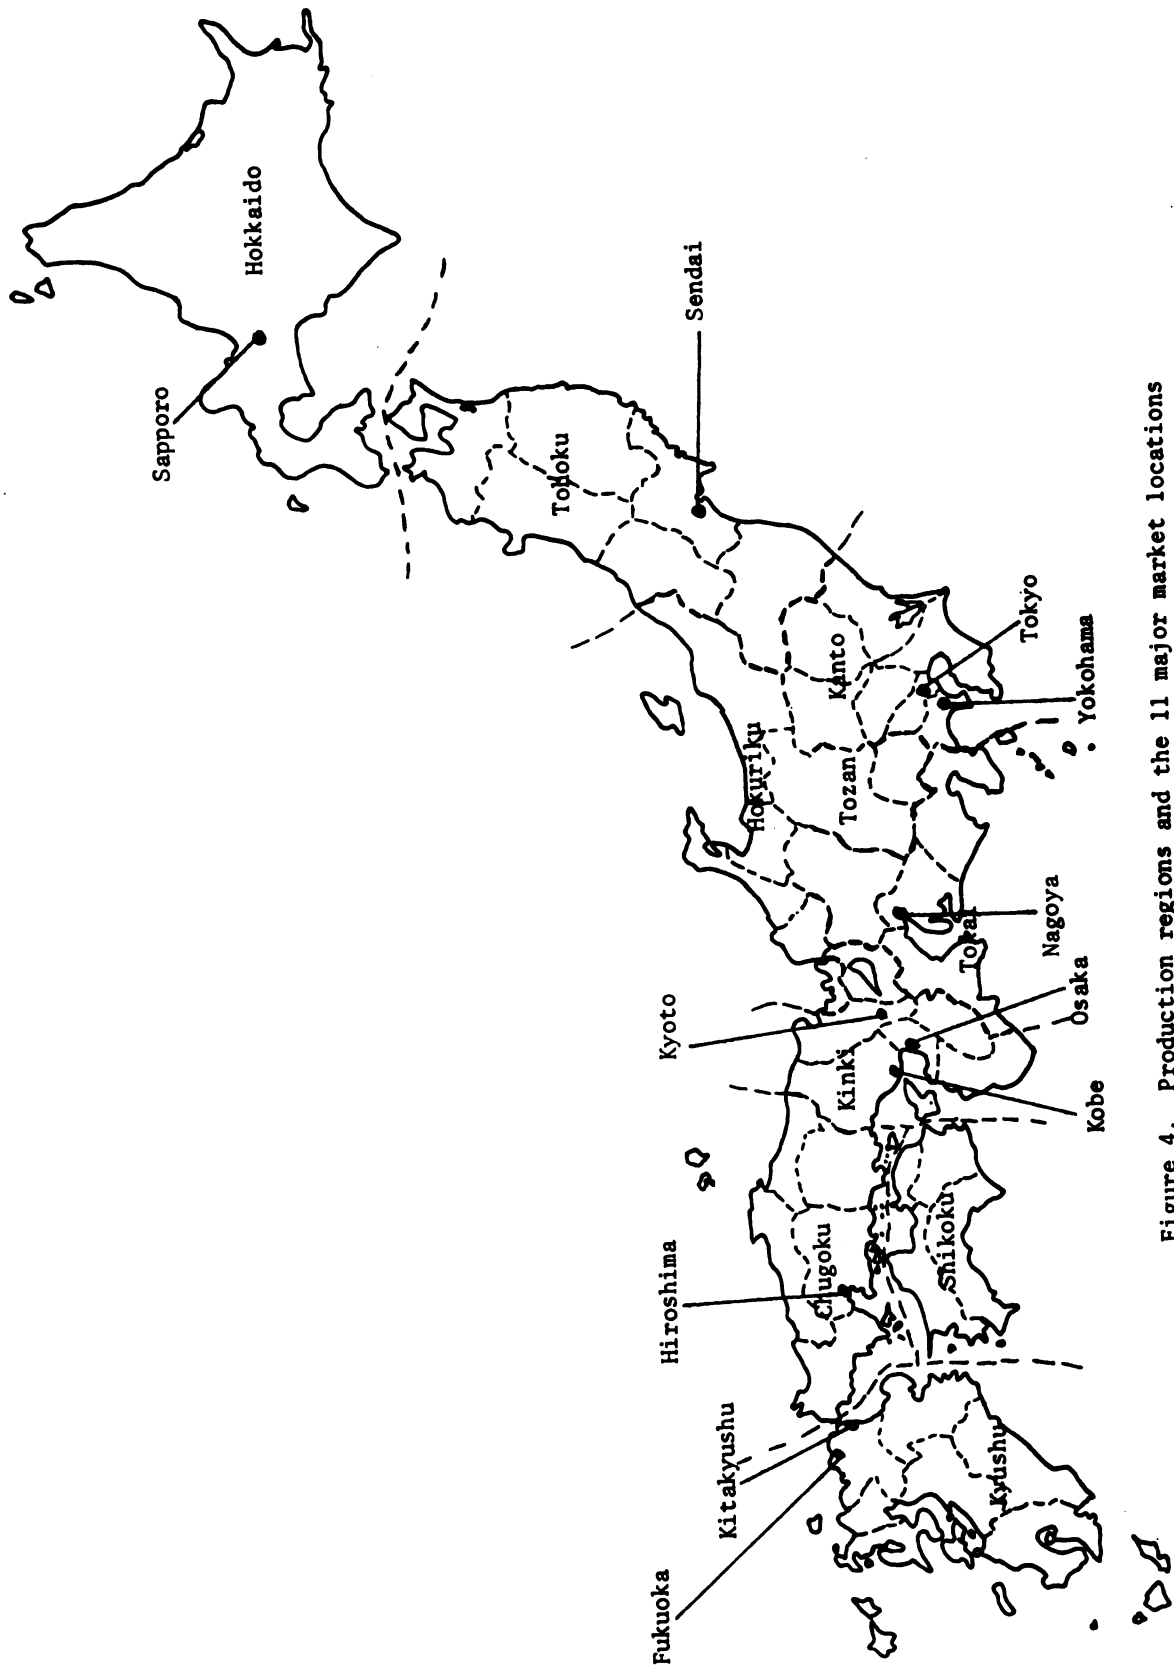 Hokkaido
Sapporo
Tohoku
Sendai
Kanto
Tokyo
Yokohama
Hokuriku
Tozan
Tokai
Nagoya
Kyoto
Osaka
Kinki
Kobe
Hiroshima
Chugoku
Shikoku
Kitakyushu
Fukuoka
Kyushu
Figure 4. Production regions and the 11 major market locations